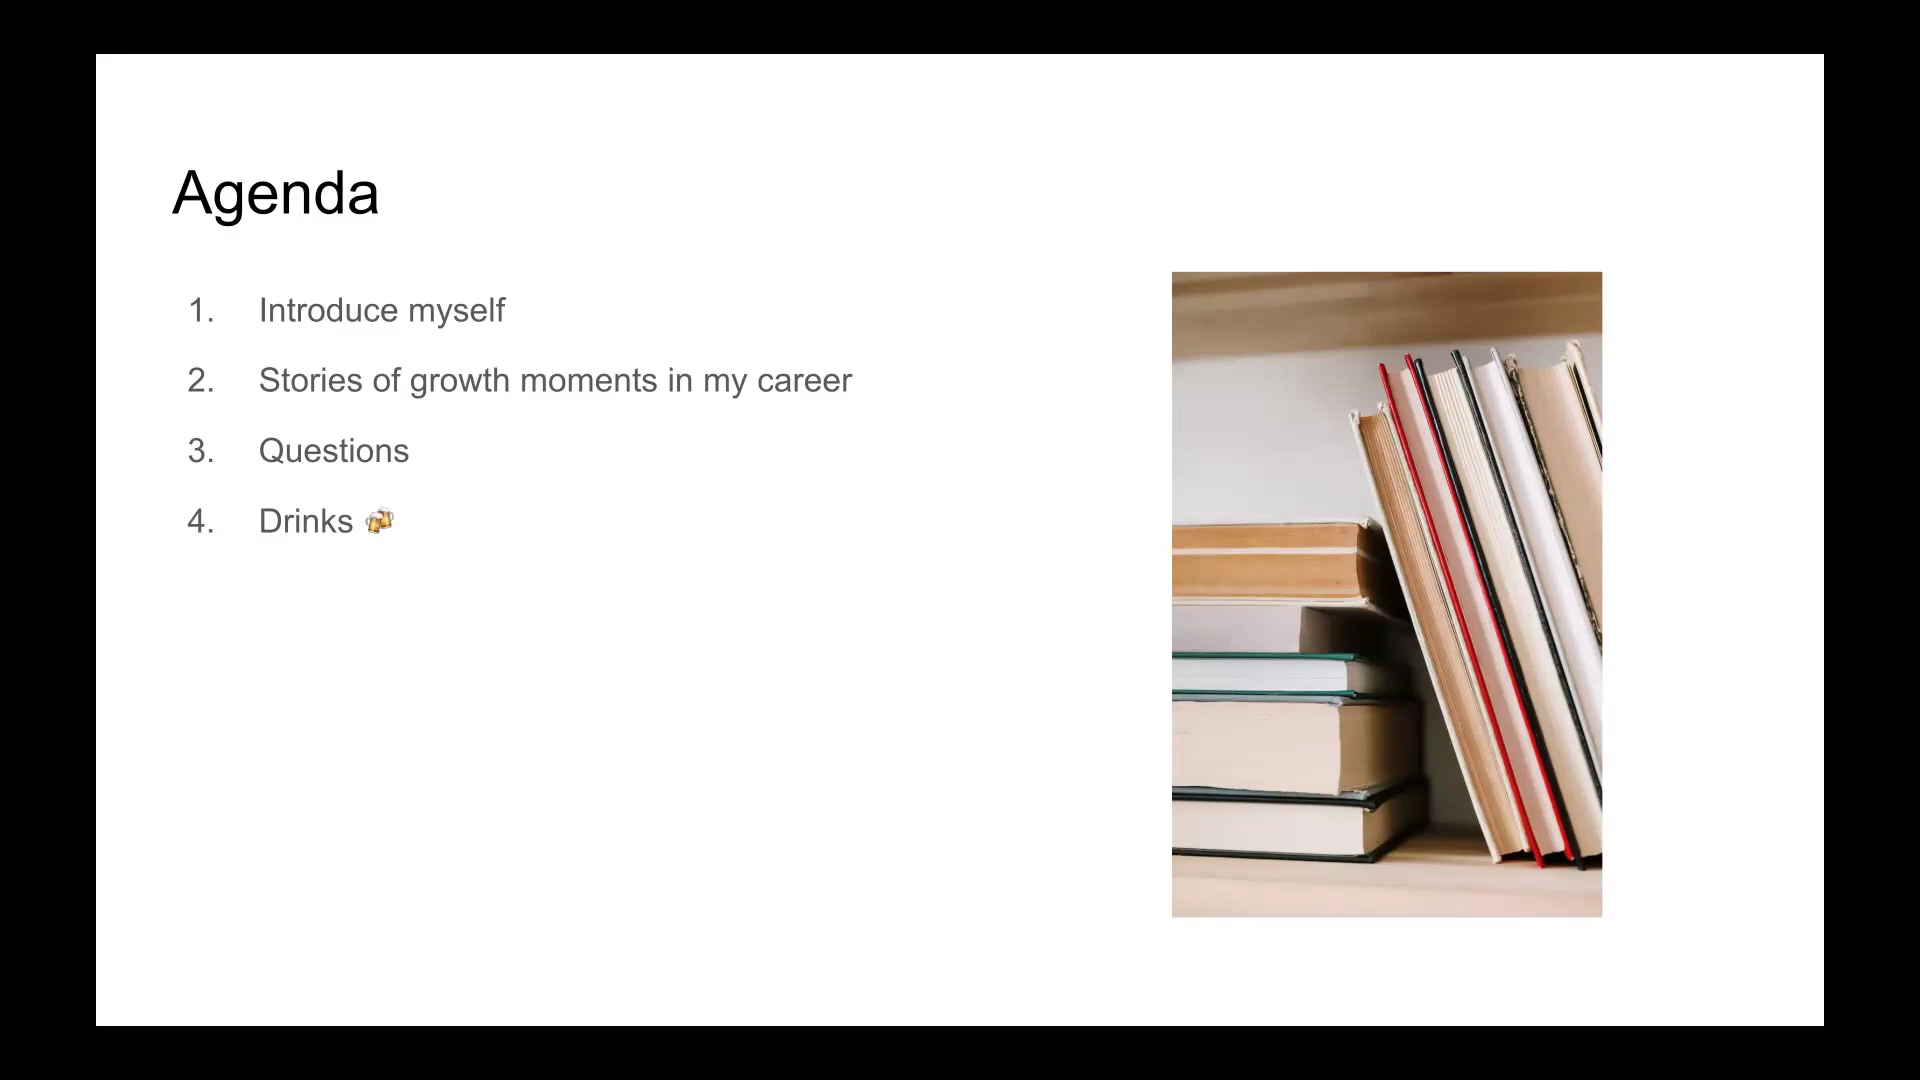 Agenda
1. Introduce myself
2. Stories of growth moments in my career
3. Questions
4. Drinks 🍻